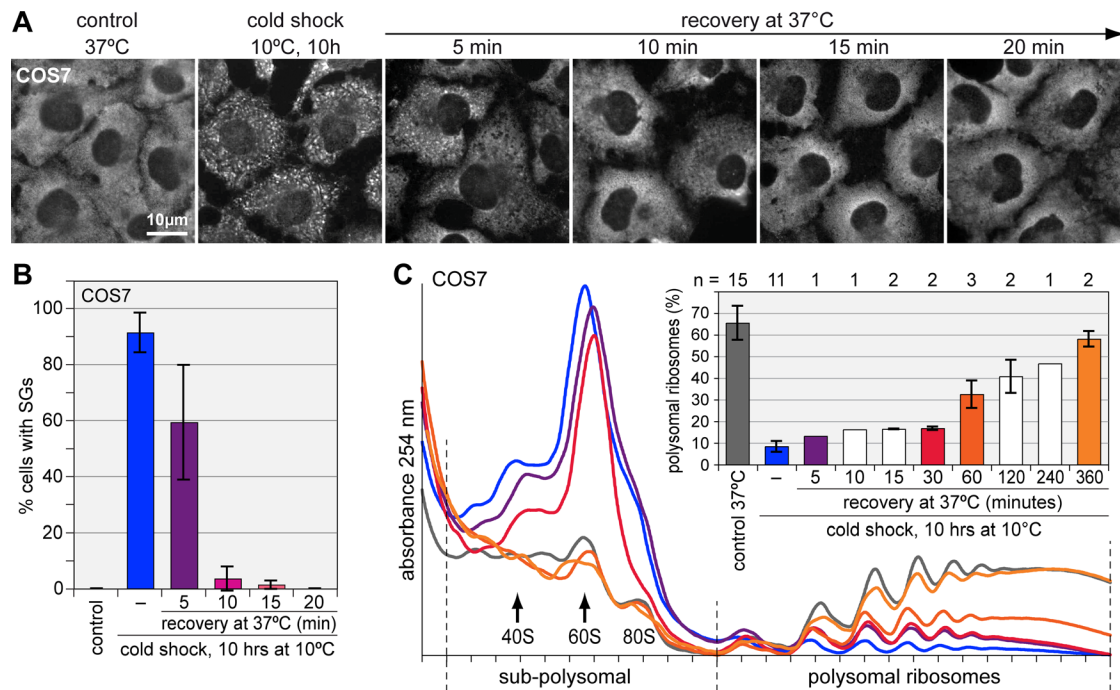 A
control
37ºC
cold shock
10ºC, 10h
recovery at 37°C
5 min
10 min
15 min
20 min
COS7
10µm
B
COS7
% cells with SGs
100
80
60
40
20
0
control
–
5
10
15
20
recovery at 37ºC (min)
cold shock, 10 hrs at 10ºC
C
COS7
absorbance 254 nm
40S
60S
80S
sub-polysomal
polysomal ribosomes
n = 15 11 1 1 2 2 3 2 1 2
polysomal ribosomes (%)
70
60
50
40
30
20
10
0
control 37ºC
–
5
10
15
30
60
120
240
360
recovery at 37ºC (minutes)
cold shock, 10 hrs at 10°C